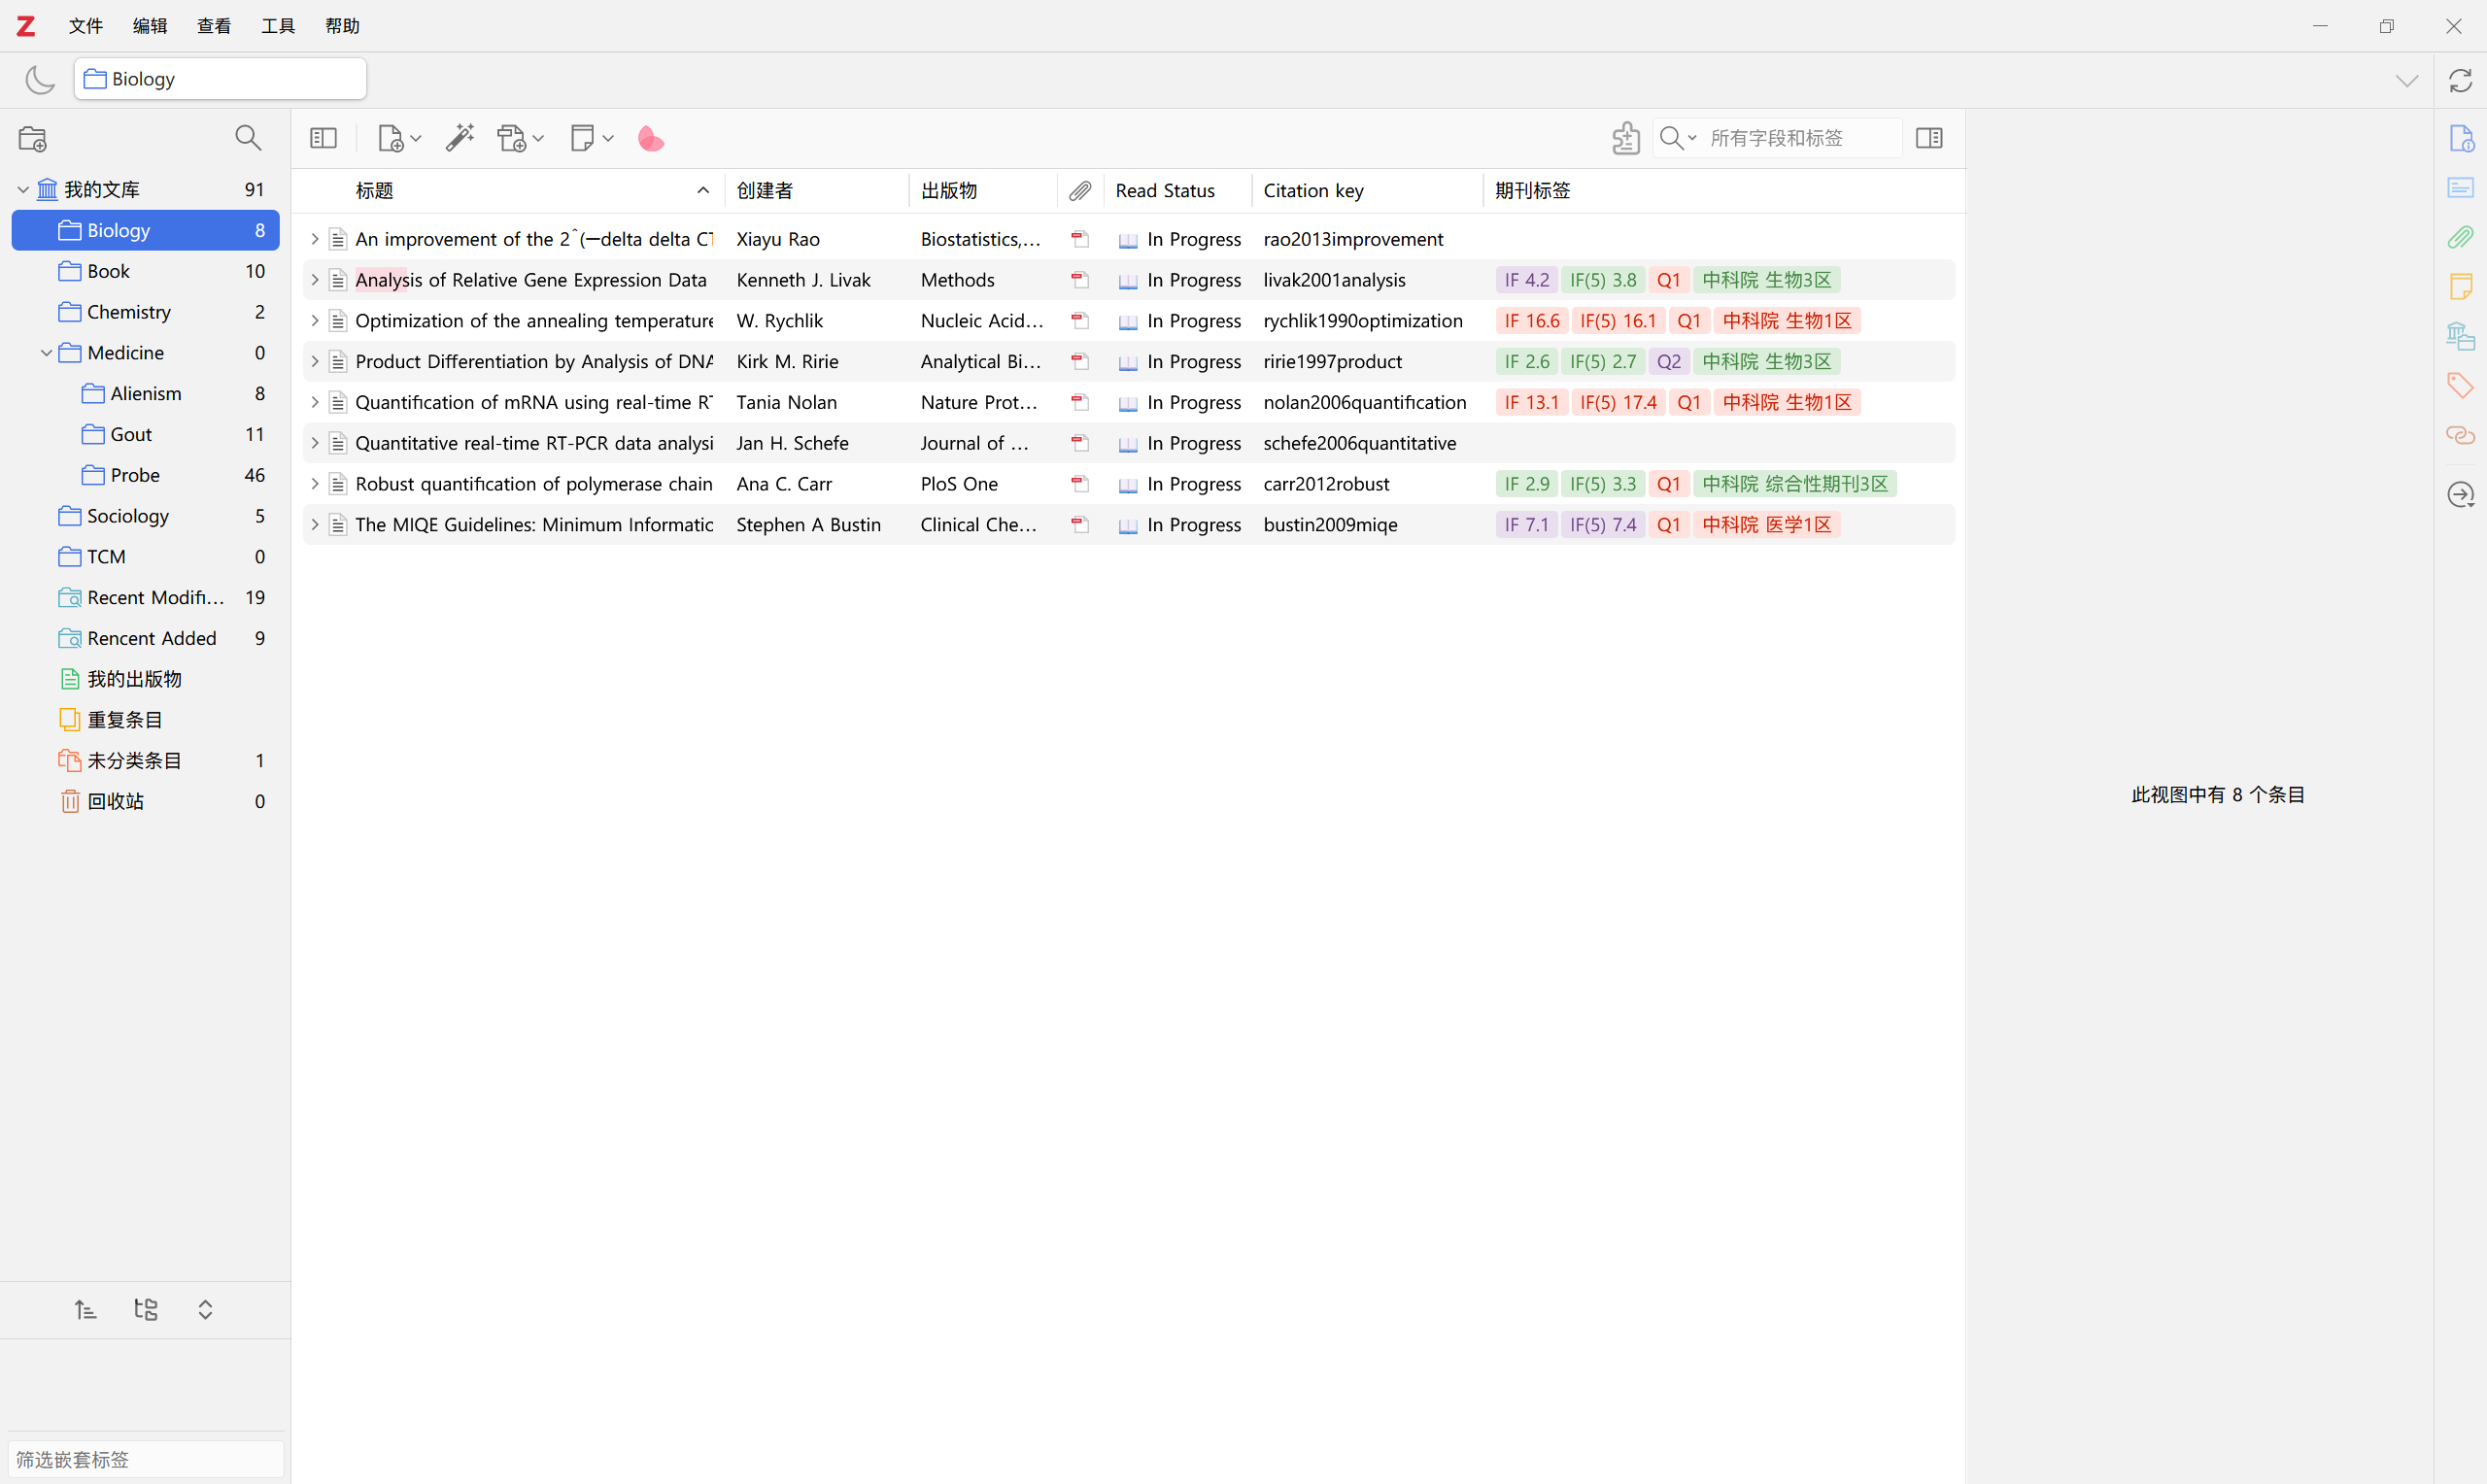 文件 编辑 查看 工具 帮助
Biology
所有字段和标签
我的文库 91
Biology 8
Book 10
Chemistry 2
Medicine 0
Alienism 8
Gout 11
Probe 46
Sociology 5
TCM 0
Recent Modifi... 19
Rencent Added 9
我的出版物
重复条目
未分类条目 1
回收站 0
筛选嵌套标签
标题 创建者 出版物 Read Status Citation key 期刊标签
An improvement of the 2ˆ(−delta delta CT Xiayu Rao Biostatistics,... In Progress rao2013improvement
Analysis of Relative Gene Expression Data Kenneth J. Livak Methods In Progress livak2001analysis IF 4.2 IF(5) 3.8 Q1 中科院 生物3区
Optimization of the annealing temperature W. Rychlik Nucleic Acid... In Progress rychlik1990optimization IF 16.6 IF(5) 16.1 Q1 中科院 生物1区
Product Differentiation by Analysis of DNA Kirk M. Ririe Analytical Bi... In Progress ririe1997product IF 2.6 IF(5) 2.7 Q2 中科院 生物3区
Quantification of mRNA using real-time RT Tania Nolan Nature Prot... In Progress nolan2006quantification IF 13.1 IF(5) 17.4 Q1 中科院 生物1区
Quantitative real-time RT-PCR data analysi Jan H. Schefe Journal of ... In Progress schefe2006quantitative
Robust quantification of polymerase chain Ana C. Carr PloS One In Progress carr2012robust IF 2.9 IF(5) 3.3 Q1 中科院 综合性期刊3区
The MIQE Guidelines: Minimum Informatic Stephen A Bustin Clinical Che... In Progress bustin2009miqe IF 7.1 IF(5) 7.4 Q1 中科院 医学1区
此视图中有 8 个条目